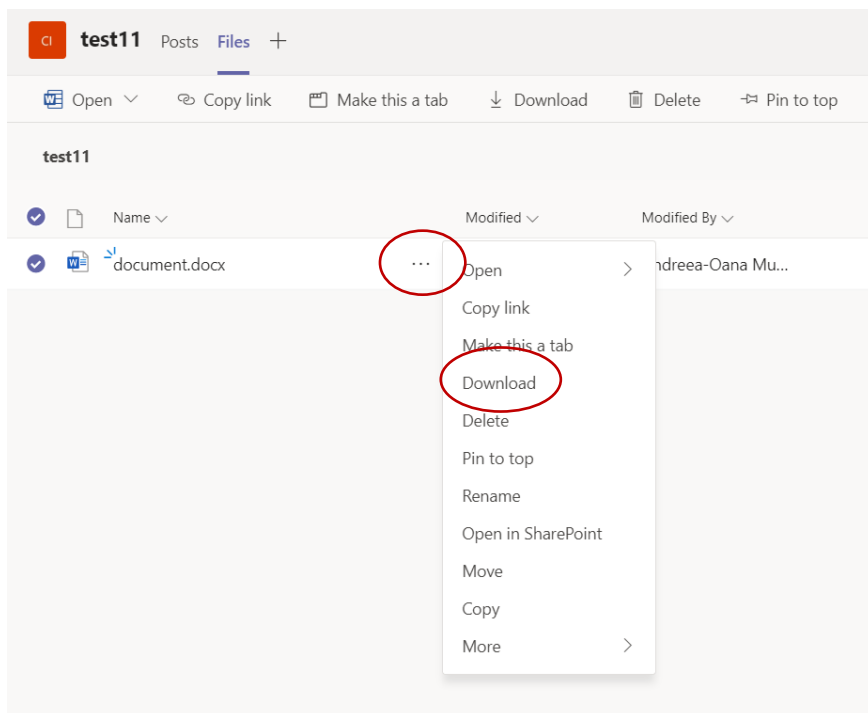 CI test11 Posts Files
Open Copy link Make this a tab Download Delete Pin to top
test11
Name Modified Modified By
document.docx ... ndreea-Oana Mu...
Open
Copy link
Make this a tab
Download
Delete
Pin to top
Rename
Open in SharePoint
Move
Copy
More